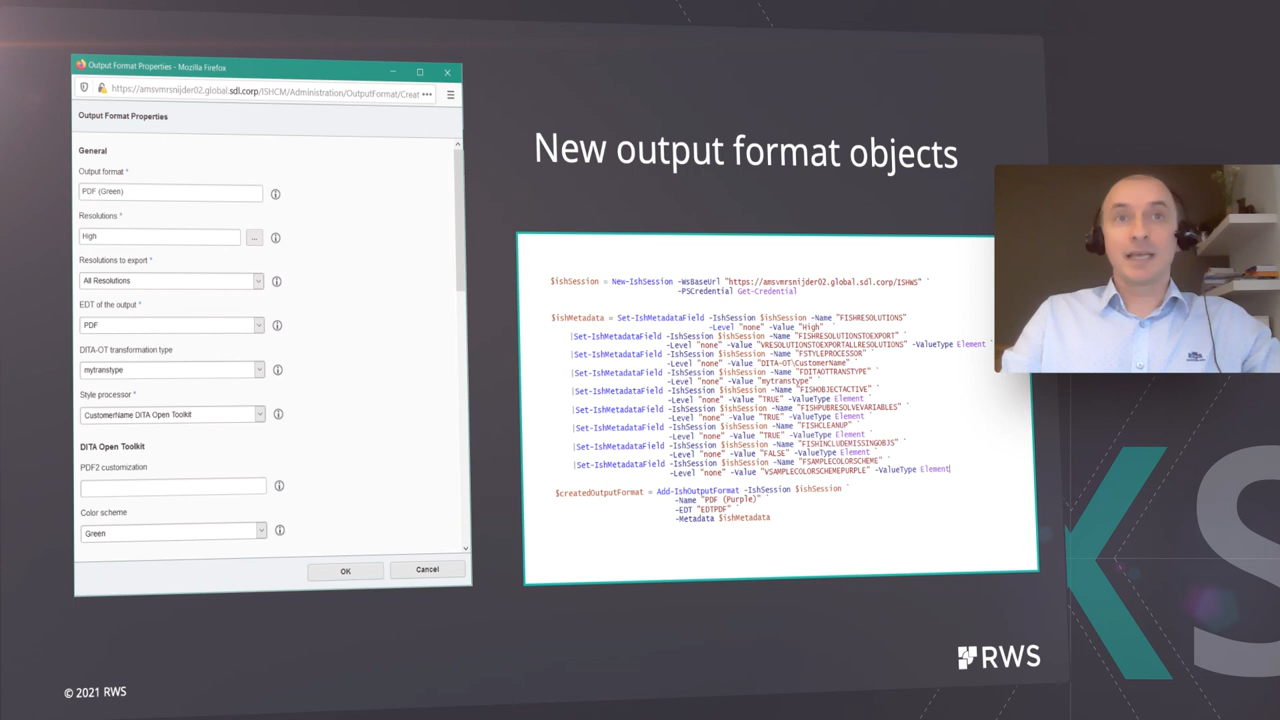 Output Format Properties - Mozilla Firefox
https://amsvmrsnijder02.global.sdl.corp/ISHCM/Administration/OutputFormat/Creat •••
Output Format Properties
General
Output format *
PDF (Green)
Resolutions *
High
...
Resolutions to export *
All Resolutions
EDT of the output *
PDF
DITA-OT transformation type
mytranstype
Style processor *
CustomerName DITA Open Toolkit
DITA Open Toolkit
PDF2 customization
Color scheme
Green
OK
Cancel
New output format objects
$ishSession = New-IshSession -WsBaseUrl "https://amsvmrsnijder02.global.sdl.corp/ISHWS" `
-PSCredential Get-Credential
$ishMetadata = Set-IshMetadataField -IshSession $ishSession -Name "FISHRESOLUTIONS" `
-Level "none" -Value "High" `
|Set-IshMetadataField -IshSession $ishSession -Name "FISHRESOLUTIONSTOEXPORT" `
-Level "none" -Value "VRESOLUTIONSTOEXPORTALLRESOLUTIONS" -ValueType Element `
|Set-IshMetadataField -IshSession $ishSession -Name "FSTYLEPROCESSOR" `
-Level "none" -Value "DITA-OT\CustomerName" `
|Set-IshMetadataField -IshSession $ishSession -Name "FDITAOTTRANSTYPE" `
-Level "none" -Value "mytranstype" `
|Set-IshMetadataField -IshSession $ishSession -Name "FISHOBJECTACTIVE" `
-Level "none" -Value "TRUE" -ValueType Element `
|Set-IshMetadataField -IshSession $ishSession -Name "FISHPUBRESOLVEVARIABLES" `
-Level "none" -Value "TRUE" -ValueType Element `
|Set-IshMetadataField -IshSession $ishSession -Name "FISHCLEANUP" `
-Level "none" -Value "TRUE" -ValueType Element `
|Set-IshMetadataField -IshSession $ishSession -Name "FISHINCLUDEMISSINGOBJS" `
-Level "none" -Value "FALSE" -ValueType Element `
|Set-IshMetadataField -IshSession $ishSession -Name "FSAMPLECOLORSCHEME" `
-Level "none" -Value "VSAMPLECOLORSCHEMEPURPLE" -ValueType Element
$createdOutputFormat = Add-IshOutputFormat -IshSession $ishSession `
-Name "PDF (Purple)" `
-EDT "EDTPDF" `
-Metadata $ishMetadata
RWS
© 2021 RWS